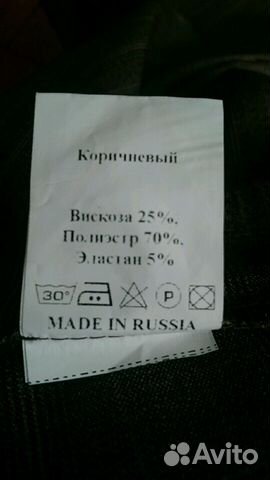 Коричневый
Вискоза 25%,
Полиэстр 70%,
Эластан 5%
30° P
MADE IN RUSSIA
Avito